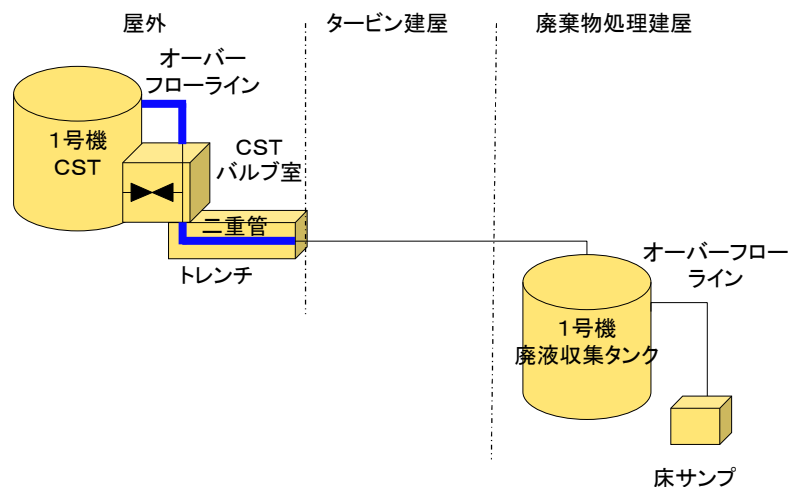 屋外
タービン建屋
廃棄物処理建屋
オーバー
フローライン
1号機
CST
CST
バルブ室
二重管
トレンチ
オーバーフロー
ライン
1号機
廃液収集タンク
床サンプ